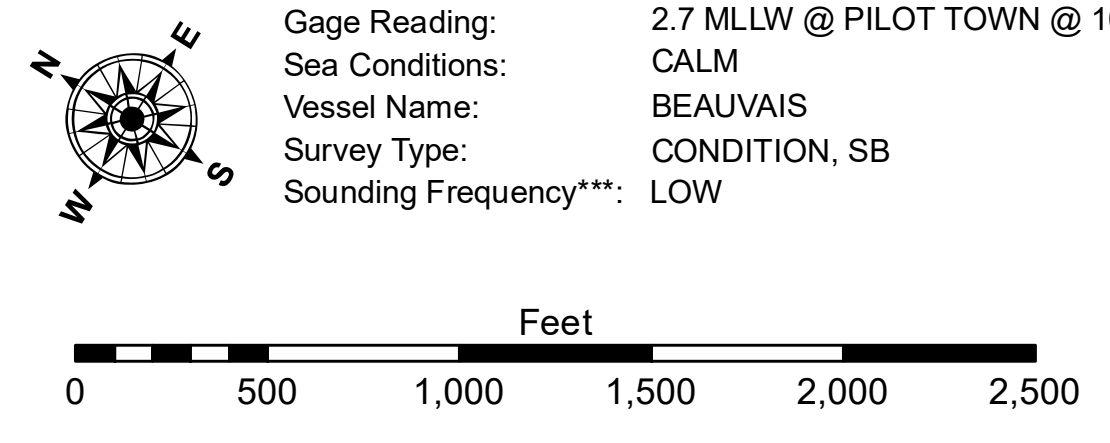 N
E
S
W
Gage Reading: 2.7 MLLW @ PILOT TOWN @
Sea Conditions: CALM
Vessel Name: BEAUVAIS
Survey Type: CONDITION, SB
Sounding Frequency***: LOW
Feet
0 500 1,000 1,500 2,000 2,500